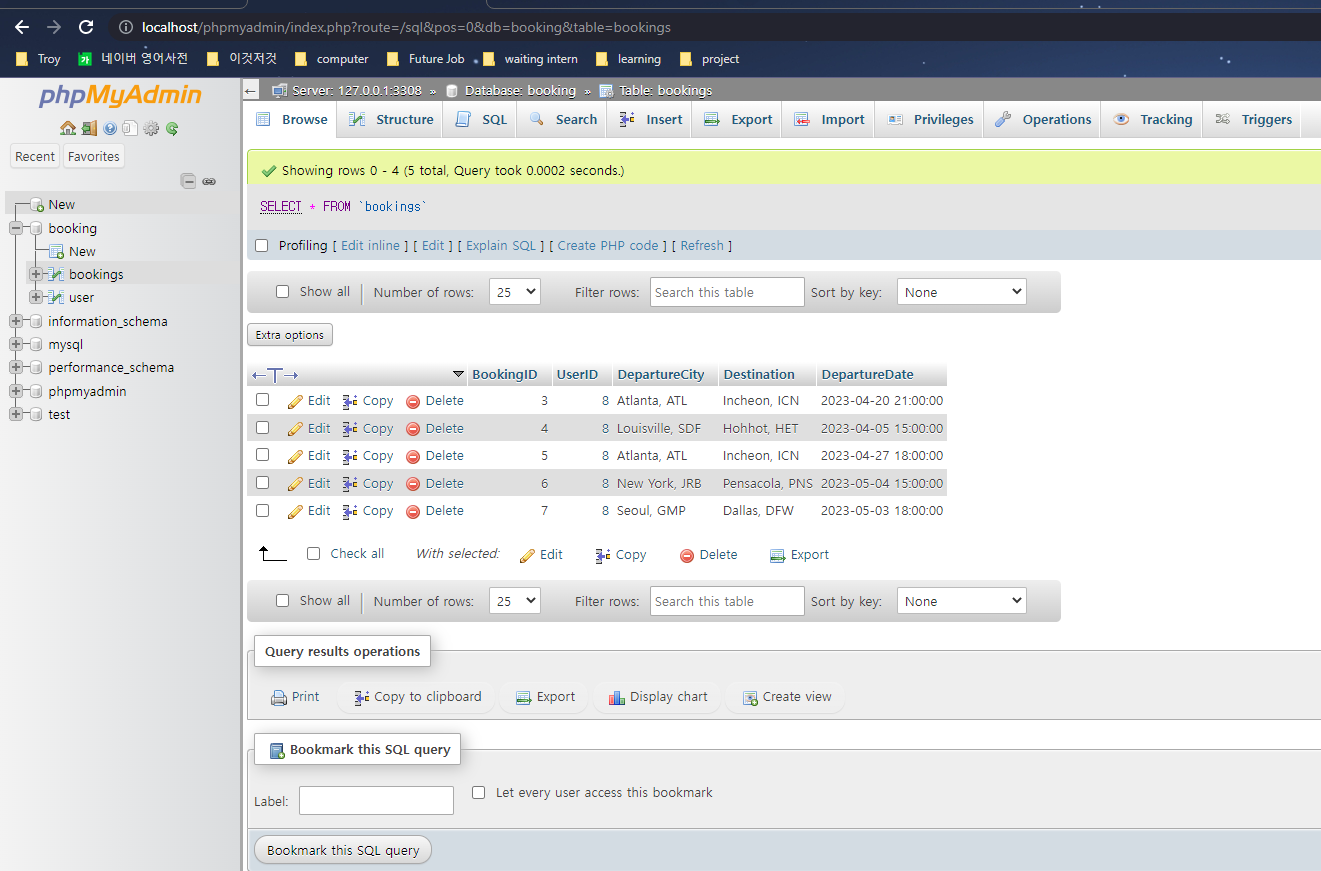 localhost/phpmyadmin/index.php?route=/sql&pos=0&db=booking&table=bookings
Troy 네이버 영어사전 이것저것 computer Future Job waiting intern learning project
phpMyAdmin
Recent Favorites
New
booking
New
bookings
user
information_schema
mysql
performance_schema
phpmyadmin
test
Server: 127.0.0.1:3308 » Database: booking » Table: bookings
Browse Structure SQL Search Insert Export Import Privileges Operations Tracking Triggers
Showing rows 0 - 4 (5 total, Query took 0.0002 seconds.)
SELECT * FROM `bookings`
Profiling [ Edit inline ] [ Edit ] [ Explain SQL ] [ Create PHP code ] [ Refresh ]
Show all Number of rows: 25 Filter rows: Search this table Sort by key: None
Extra options
BookingID UserID DepartureCity Destination DepartureDate
Edit Copy Delete 3 8 Atlanta, ATL Incheon, ICN 2023-04-20 21:00:00
Edit Copy Delete 4 8 Louisville, SDF Hohhot, HET 2023-04-05 15:00:00
Edit Copy Delete 5 8 Atlanta, ATL Incheon, ICN 2023-04-27 18:00:00
Edit Copy Delete 6 8 New York, JRB Pensacola, PNS 2023-05-04 15:00:00
Edit Copy Delete 7 8 Seoul, GMP Dallas, DFW 2023-05-03 18:00:00
Check all With selected: Edit Copy Delete Export
Show all Number of rows: 25 Filter rows: Search this table Sort by key: None
Query results operations
Print Copy to clipboard Export Display chart Create view
Bookmark this SQL query
Label: Let every user access this bookmark
Bookmark this SQL query